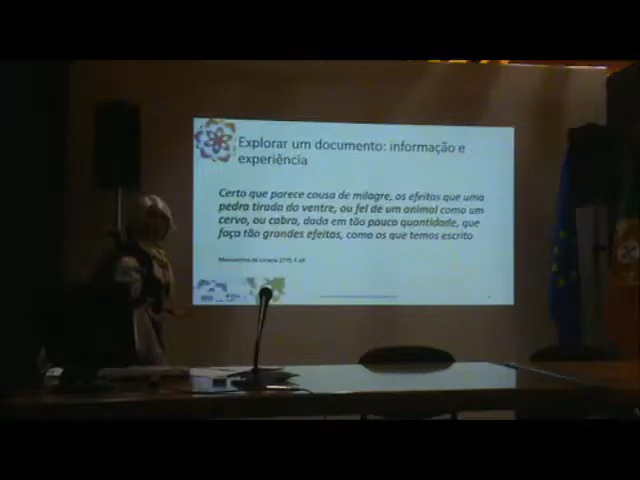 Explorar um documento: informação e
experiência
Certo que parece cousa de milagre, os efeitos que uma
pedra tirada do ventre, ou fel de um animal como um
cervo, ou cabra, dada em tão pouca quantidade, que
faça tão grandes efeitos, como os que temos escrito